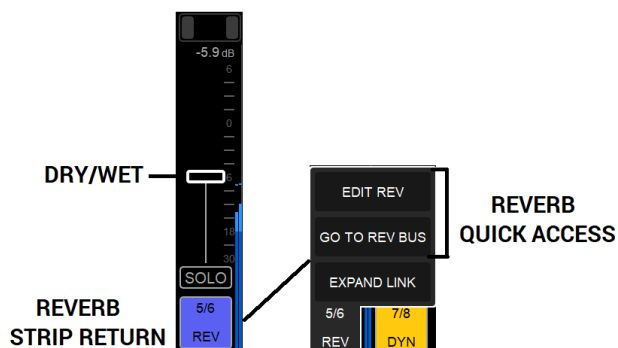 -5.9 dB
6
0
DRY/WET
6
18
30
SOLO
5/6
REV
REVERB
STRIP RETURN
EDIT REV
GO TO REV BUS
EXPAND LINK
5/6
REV
7/8
DYN
REVERB
QUICK ACCESS